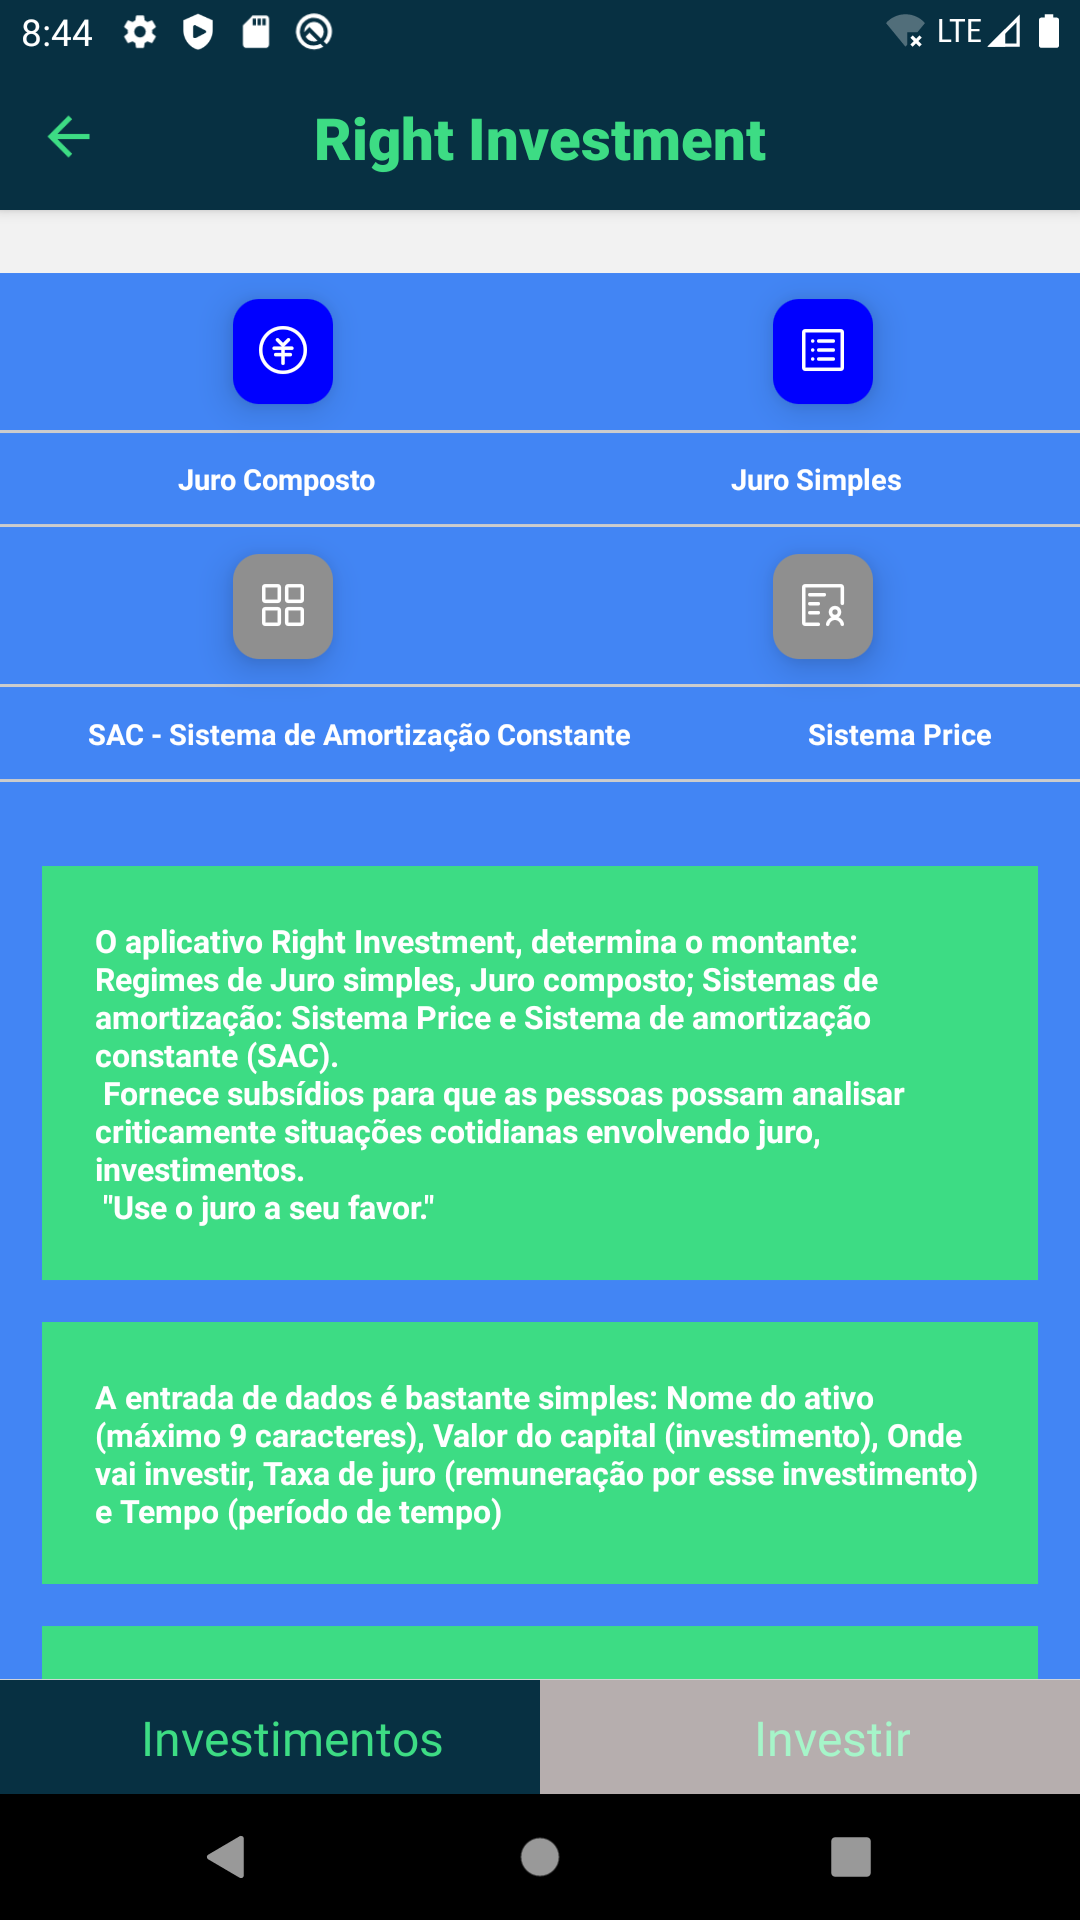 8:44
LTE
Right Investment
Juro Composto
Juro Simples
SAC - Sistema de Amortização Constante
Sistema Price
O aplicativo Right Investment, determina o montante:
Regimes de Juro simples, Juro composto; Sistemas de
amortização: Sistema Price e Sistema de amortização
constante (SAC).
Fornece subsídios para que as pessoas possam analisar
criticamente situações cotidianas envolvendo juro,
investimentos.
"Use o juro a seu favor."
A entrada de dados é bastante simples: Nome do ativo
(máximo 9 caracteres), Valor do capital (investimento), Onde
vai investir, Taxa de juro (remuneração por esse investimento)
e Tempo (período de tempo)
Investimentos
Investir